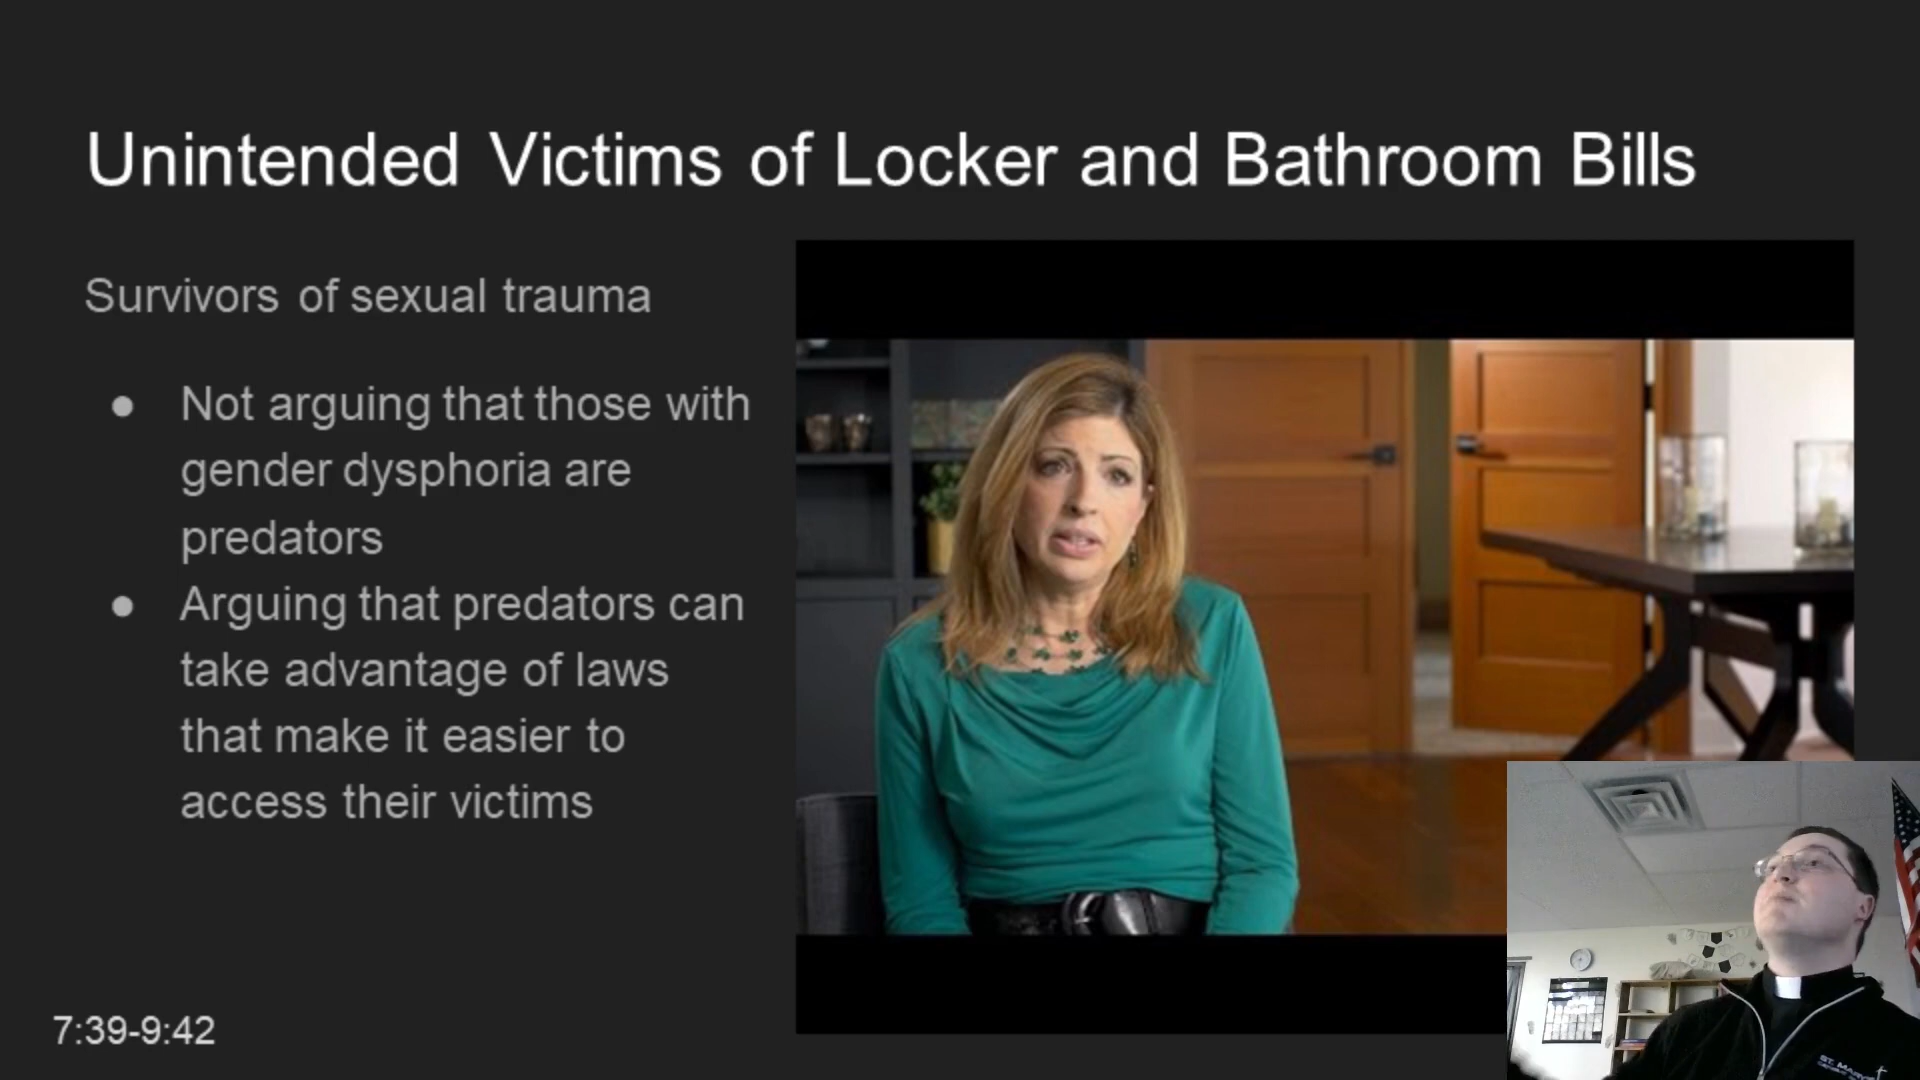 Unintended Victims of Locker and Bathroom Bills
Survivors of sexual trauma
● Not arguing that those with
gender dysphoria are
predators
● Arguing that predators can
take advantage of laws
that make it easier to
access their victims
7:39-9:42
ST. MARY'S